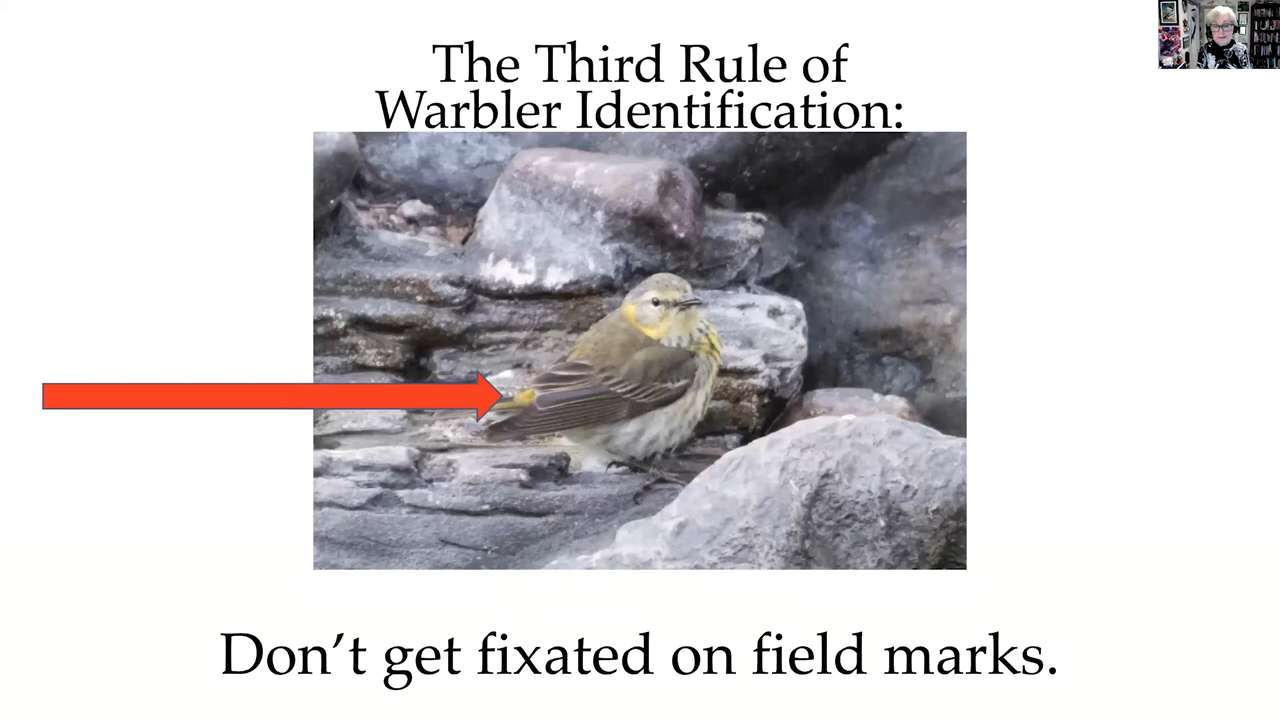 The Third Rule of
Warbler Identification:
Don't get fixated on field marks.